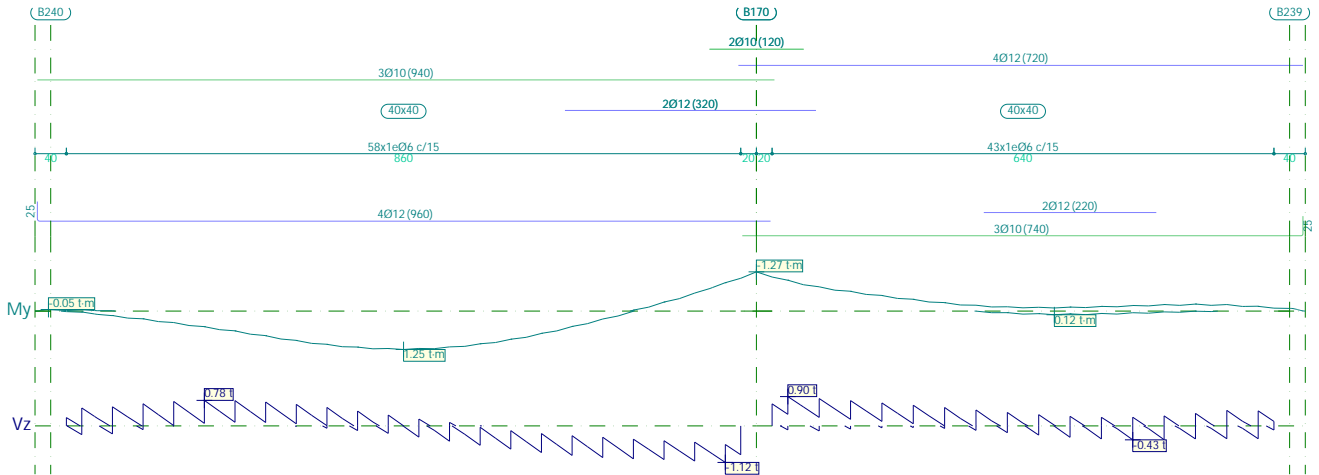 B240
B170
B239
2Ø10 (120)
4Ø12 (720)
3Ø10 (940)
2Ø12 (320)
40x40
40x40
58x1eØ6 c/15
43x1eØ6 c/15
40
860
20
20
640
40
25
4Ø12 (960)
2Ø12 (220)
3Ø10 (740)
25
-1.27 t·m
-0.05 t·m
My
0.12 t·m
1.25 t·m
0.78 t
0.90 t
Vz
-0.43 t
-1.12 t